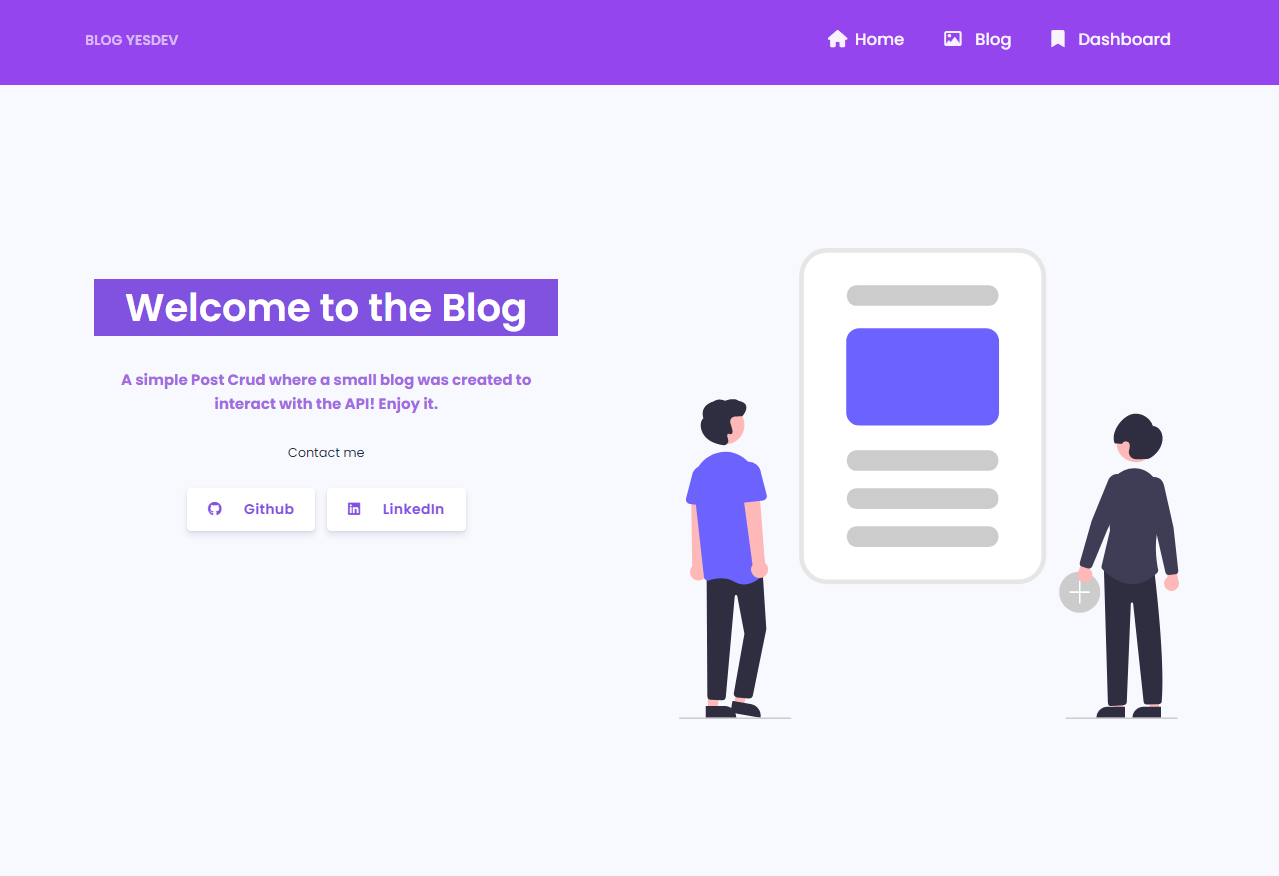 BLOG YESDEV
Home
Blog
Dashboard
Welcome to the Blog
A simple Post Crud where a small blog was created to
interact with the API! Enjoy it.
Contact me
Github
LinkedIn